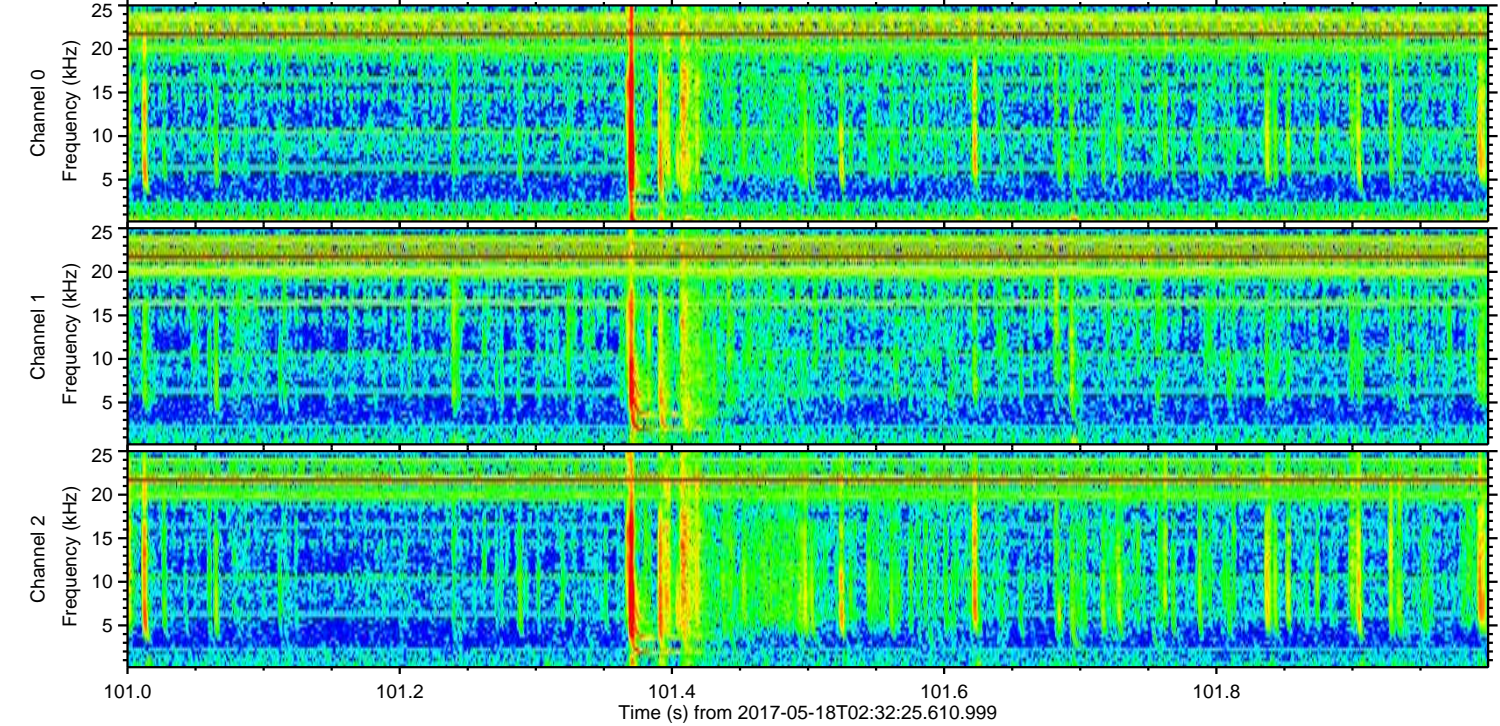 25
20
15
10
5
Channel 0
Frequency (kHz)
25
20
15
10
5
Channel 1
Frequency (kHz)
25
20
15
10
5
Channel 2
Frequency (kHz)
101.0 101.2 101.4 101.6 101.8
Time (s) from 2017-05-18T02:32:25.610.999